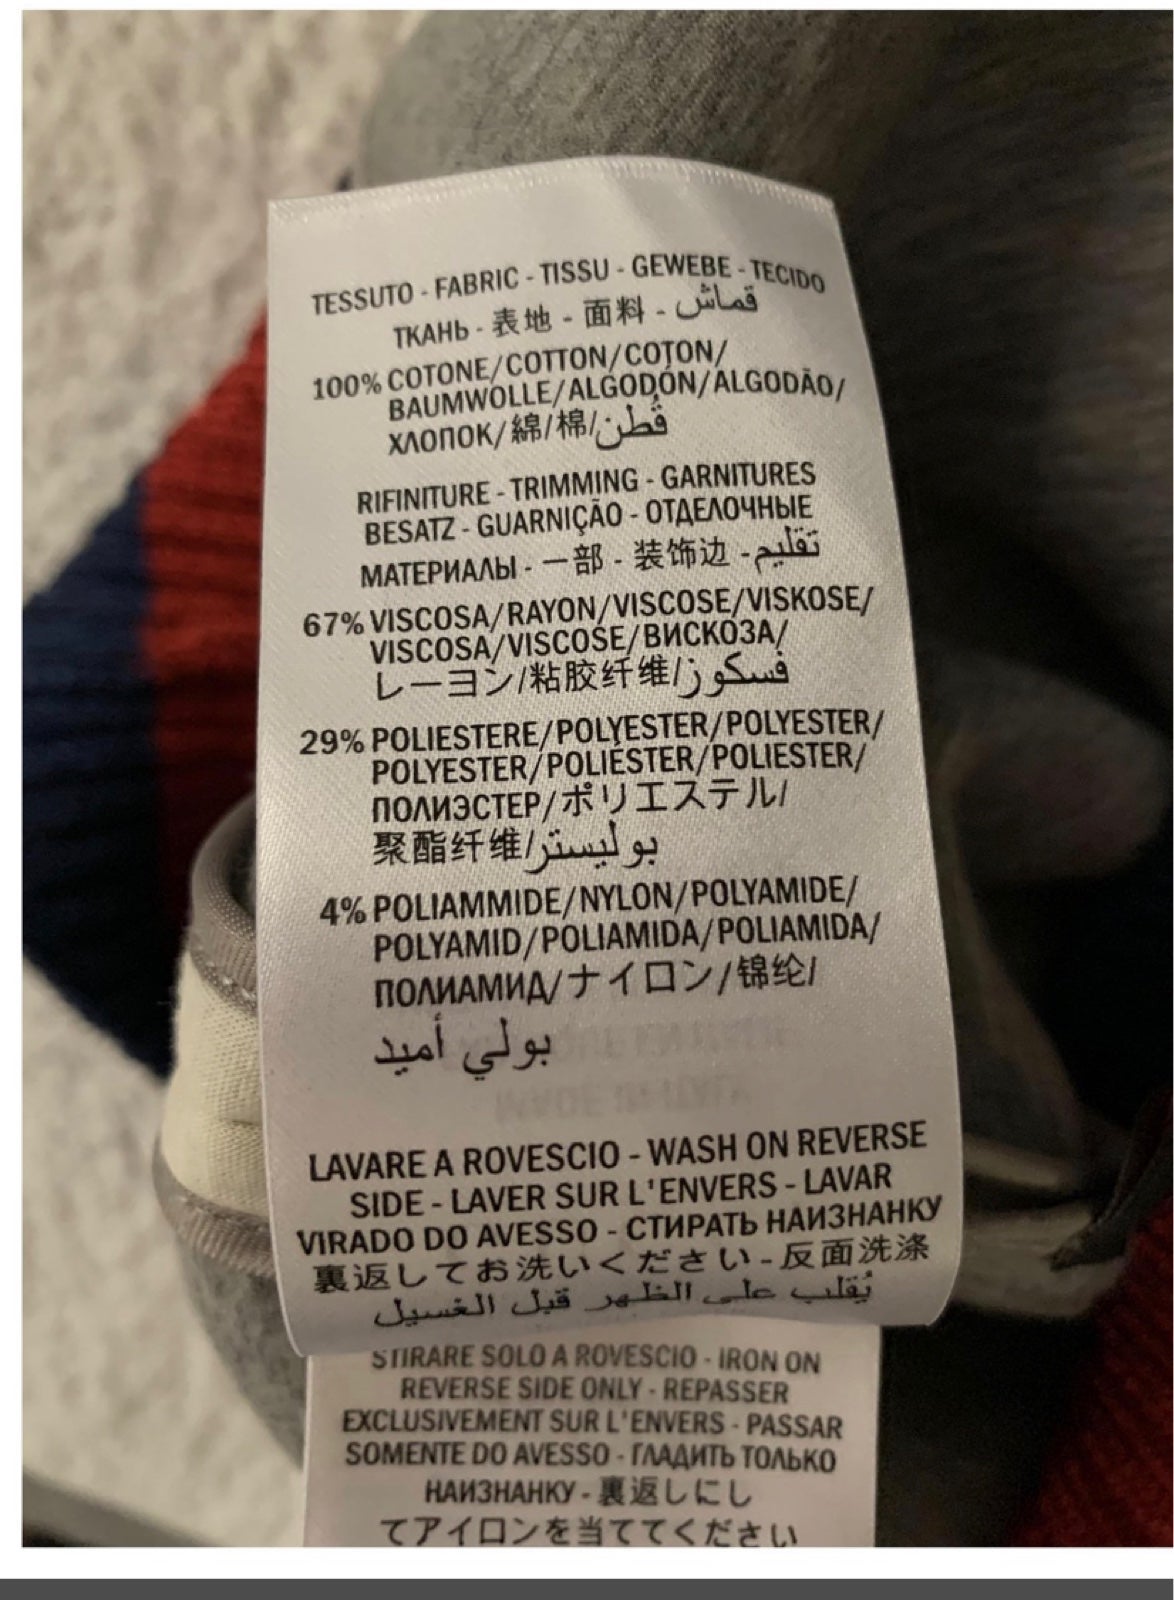 TESSUTO - FABRIC - TISSU - GEWEBE - TECIDO
ТКАНЬ - 表地 - 面料 - قماش
100% COTONE/COTTON/COTON/
BAUMWOLLE/ALGODÓN/ALGODÃO/
ХЛОПОК/綿/棉/قُطن
RIFINITURE - TRIMMING - GARNITURES
BESATZ - GUARNIÇÃO - ОТДЕЛОЧНЫЕ
МАТЕРИАЛЫ - 一部 - 装饰边 - تقليم
67% VISCOSA/RAYON/VISCOSE/VISKOSE/
VISCOSA/VISCOSE/ВИСКОЗА/
レーヨン/粘胶纤维/فسكوز
29% POLIESTERE/POLYESTER/POLYESTER/
POLYESTER/POLIÉSTER/POLIESTER/
ПОЛИЭСТЕР/ポリエステル/
聚酯纤维/بوليستر
4% POLIAMMIDE/NYLON/POLYAMIDE/
POLYAMID/POLIAMIDA/POLIAMIDA/
ПОЛИАМИД/ナイロン/锦纶/
بولي أميد
LAVARE A ROVESCIO - WASH ON REVERSE
SIDE - LAVER SUR L'ENVERS - LAVAR
VIRADO DO AVESSO - СТИРАТЬ НАИЗНАНКУ
裏返してお洗いください - 反面洗涤
يُقلب على الظهر قبل الغسيل
STIRARE SOLO A ROVESCIO - IRON ON
REVERSE SIDE ONLY - REPASSER
EXCLUSIVEMENT SUR L'ENVERS - PASSAR
SOMENTE DO AVESSO - ГЛАДИТЬ ТОЛЬКО
НАИЗНАНКУ - 裏返しにし
てアイロンを当ててください